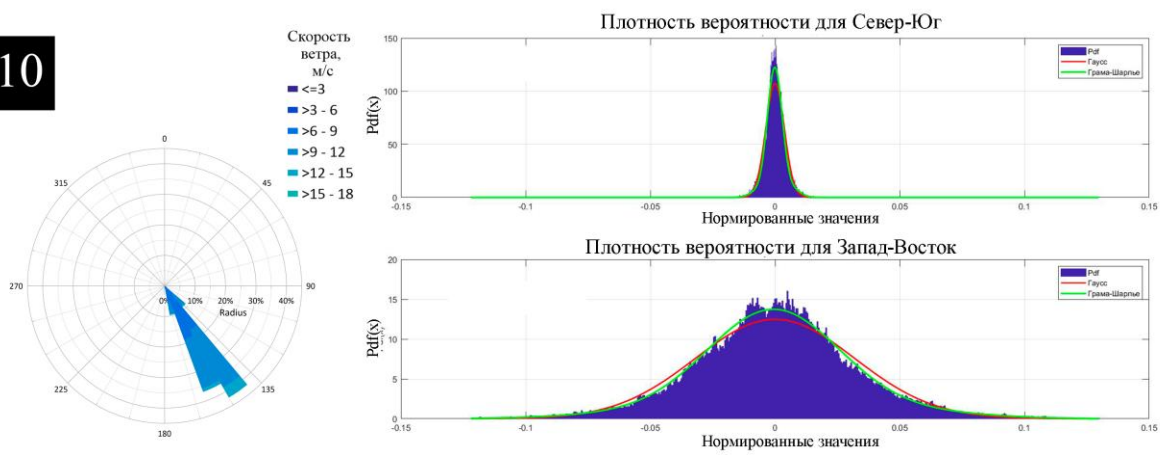 10
Скорость
ветра,
м/с
<=3
>3 - 6
>6 - 9
>9 - 12
>12 - 15
>15 - 18
0
45
90
135
180
225
270
315
0% 10% 20% 30% 40%
Radius
Плотность вероятности для Север-Юг
Pdf(x)
150
100
50
0
-0.15 -0.1 -0.05 0 0.05 0.1 0.15
Нормированные значения
Pdf
Гаусс
Грама-Шарлье
Плотность вероятности для Запад-Восток
Pdf(x)
20
15
10
5
0
-0.15 -0.1 -0.05 0 0.05 0.1 0.15
Нормированные значения
Pdf
Гаусс
Грама-Шарлье